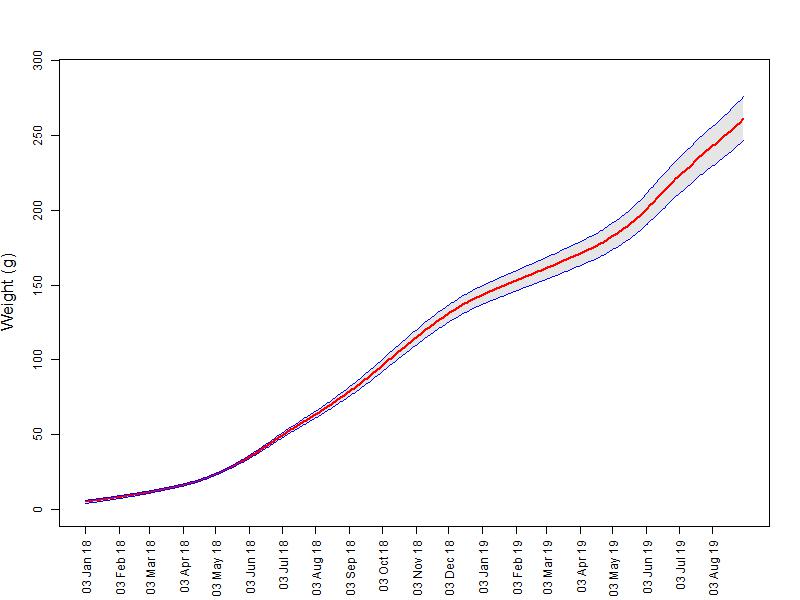 300
250
200
150
100
50
0
Weight (g)
03 Jan 18
03 Feb 18
03 Mar 18
03 Apr 18
03 May 18
03 Jun 18
03 Jul 18
03 Aug 18
03 Sep 18
03 Oct 18
03 Nov 18
03 Dec 18
03 Jan 19
03 Feb 19
03 Mar 19
03 Apr 19
03 May 19
03 Jun 19
03 Jul 19
03 Aug 19